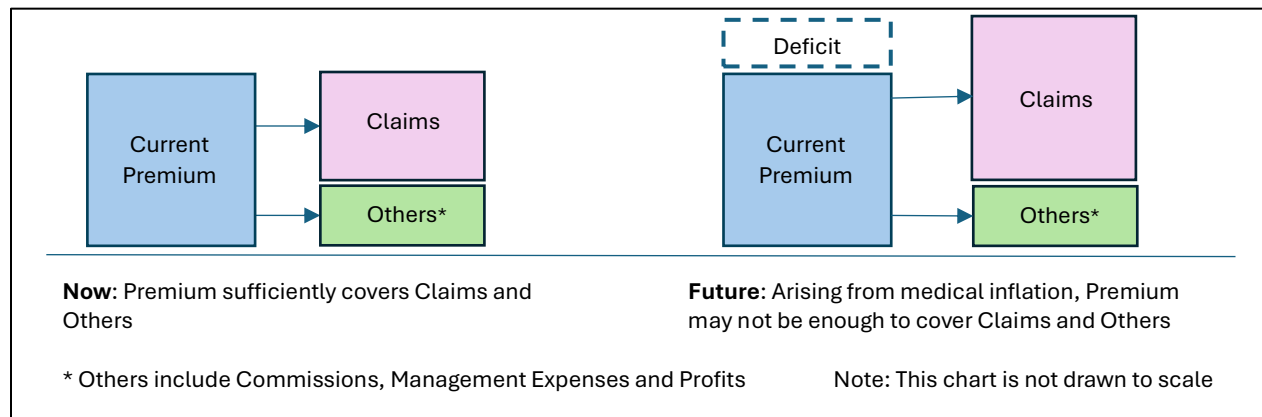 Current
Premium
Claims
Others*
Deficit
Current
Premium
Claims
Others*
Now: Premium sufficiently covers Claims and
Others
Future: Arising from medical inflation, Premium
may not be enough to cover Claims and Others
* Others include Commissions, Management Expenses and Profits
Note: This chart is not drawn to scale